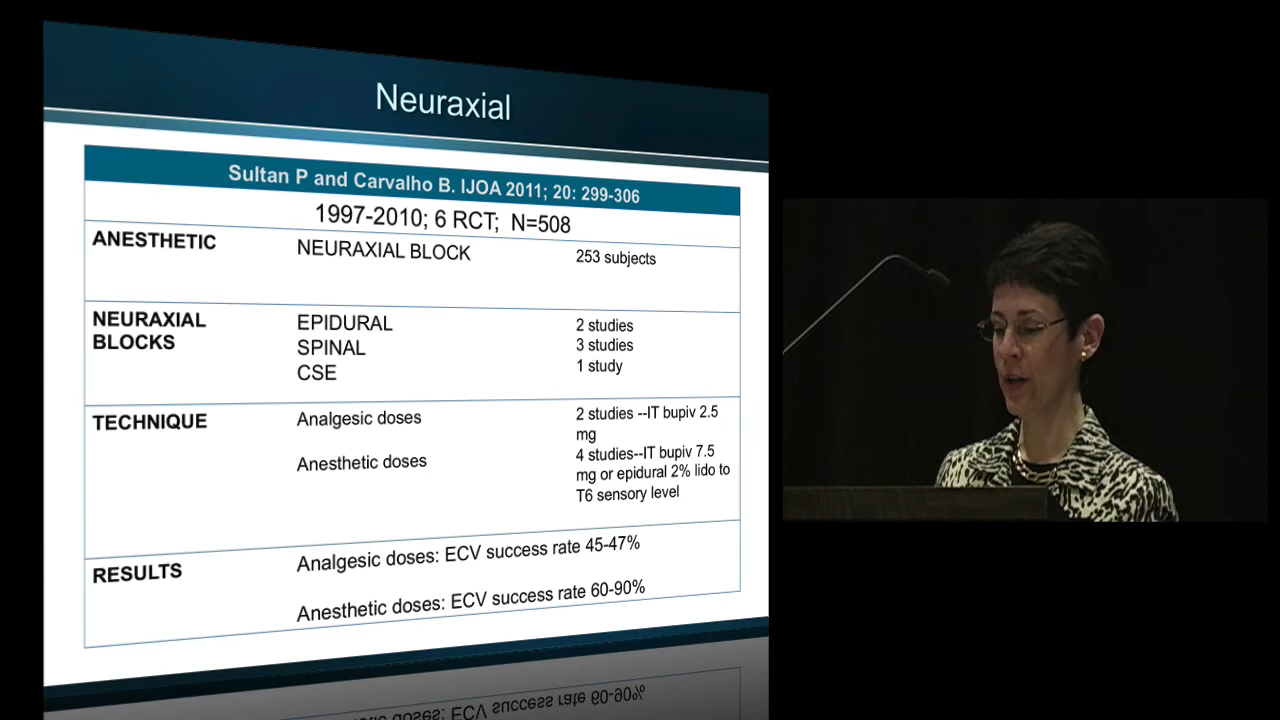 Neuraxial
Sultan P and Carvalho B. IJOA 2011; 20: 299-306
1997-2010; 6 RCT; N=508
ANESTHETIC NEURAXIAL BLOCK 253 subjects
NEURAXIAL BLOCKS
EPIDURAL 2 studies
SPINAL 3 studies
CSE 1 study
TECHNIQUE
Analgesic doses 2 studies --IT bupiv 2.5
mg
Anesthetic doses 4 studies--IT bupiv 7.5
mg or epidural 2% lido to
T6 sensory level
RESULTS
Analgesic doses: ECV success rate 45-47%
Anesthetic doses: ECV success rate 60-90%